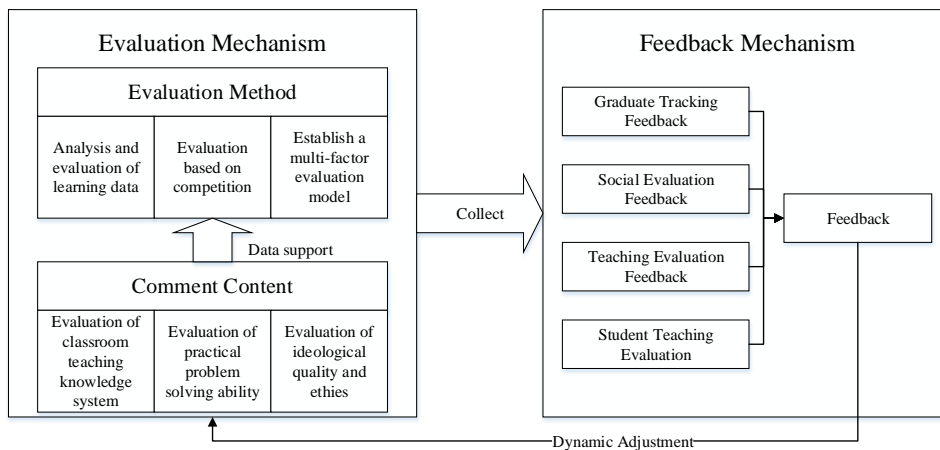 Evaluation Mechanism
Evaluation Method
Analysis and
evaluation of
learning data
Evaluation
based on
competition
Establish a
multi-factor
evaluation model
Data support
Comment Content
Evaluation of
classroom
teaching
knowledge
system
Evaluation of
practical
problem
solving ability
Evaluation of
ideological
quality and
ethies
Collect
Feedback Mechanism
Graduate Tracking
Feedback
Social Evaluation
Feedback
Teaching Evaluation
Feedback
Student Teaching
Evaluation
Feedback
Dynamic Adjustment